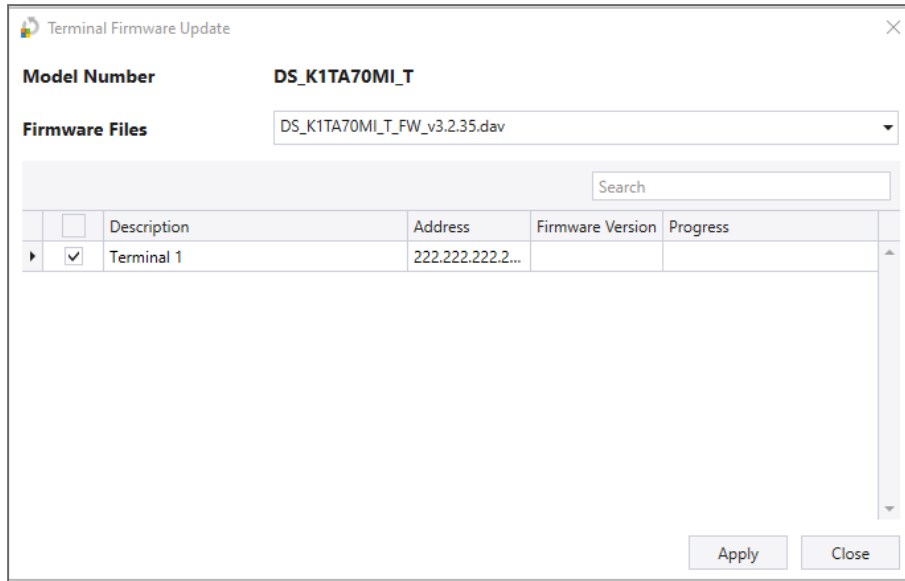 Terminal Firmware Update
Model Number DS_K1TA70MI_T
Firmware Files DS_K1TA70MI_T_FW_v3.2.35.dav
Search
Description Address Firmware Version Progress
Terminal 1 222.222.222.2...
Apply Close